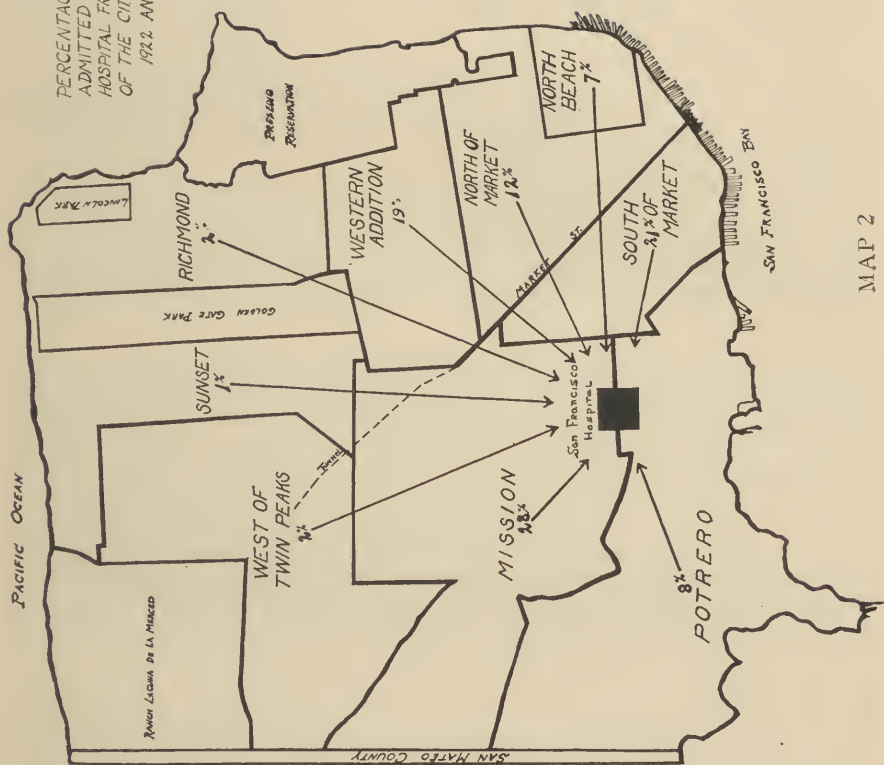 PERCENTAG
ADMITTED
HOSPITAL FR
OF THE CIT
1922 AN
PACIFIC OCEAN
LINCOLN PARK
PRESIDIO
RESERVATION
RICHMOND
2%
GOLDEN GATE PARK
WESTERN
ADDITION
19%
NORTH OF
MARKET
12%
NORTH
BEACH
7%
SUNSET
1%
MARKET ST.
SOUTH
21% OF
MARKET
SAN FRANCISCO BAY
TUNNEL
WEST OF
TWIN PEAKS
2%
San Francisco
Hospital
RANCH LAGUNA DE LA MERCED
MISSION
28%
8%
POTRERO
SAN MATEO COUNTY
MAP 2